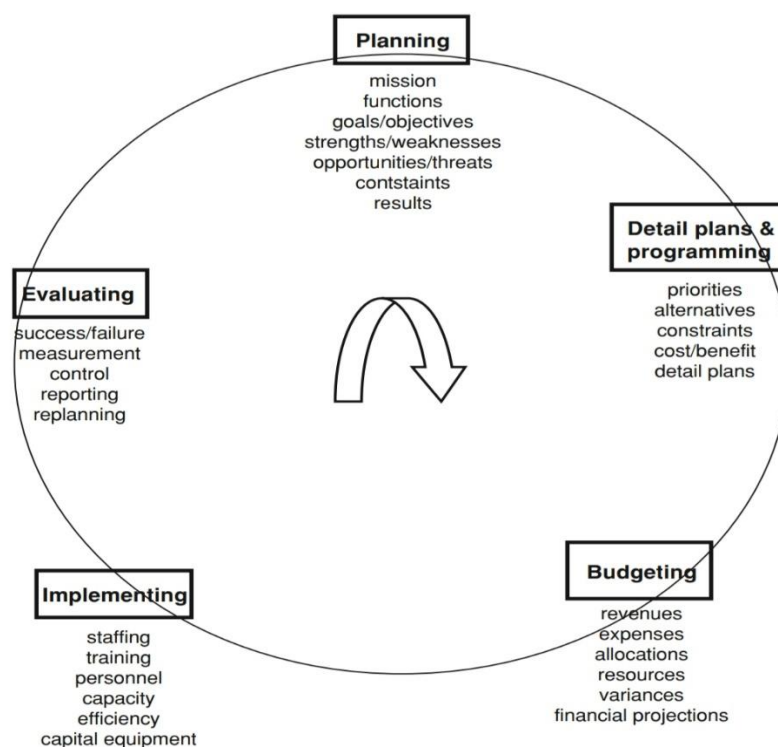 Planning
mission
functions
goals/objectives
strengths/weaknesses
opportunities/threats
contstaints
results
Detail plans &
programming
priorities
alternatives
constraints
cost/benefit
detail plans
Budgeting
revenues
expenses
allocations
resources
variances
financial projections
Implementing
staffing
training
personnel
capacity
efficiency
capital equipment
Evaluating
success/failure
measurement
control
reporting
replanning